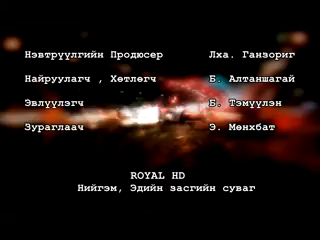 Нэвтрүүлгийн Продюсер Лха. Ганзориг
Найруулагч , Хөтлөгч Б. Алтаншагай
Эвлүүлэгч Б. Тэмүүлэн
Зураглаач Э. Мөнхбат
ROYAL HD
Нийгэм, Эдийн засгийн суваг